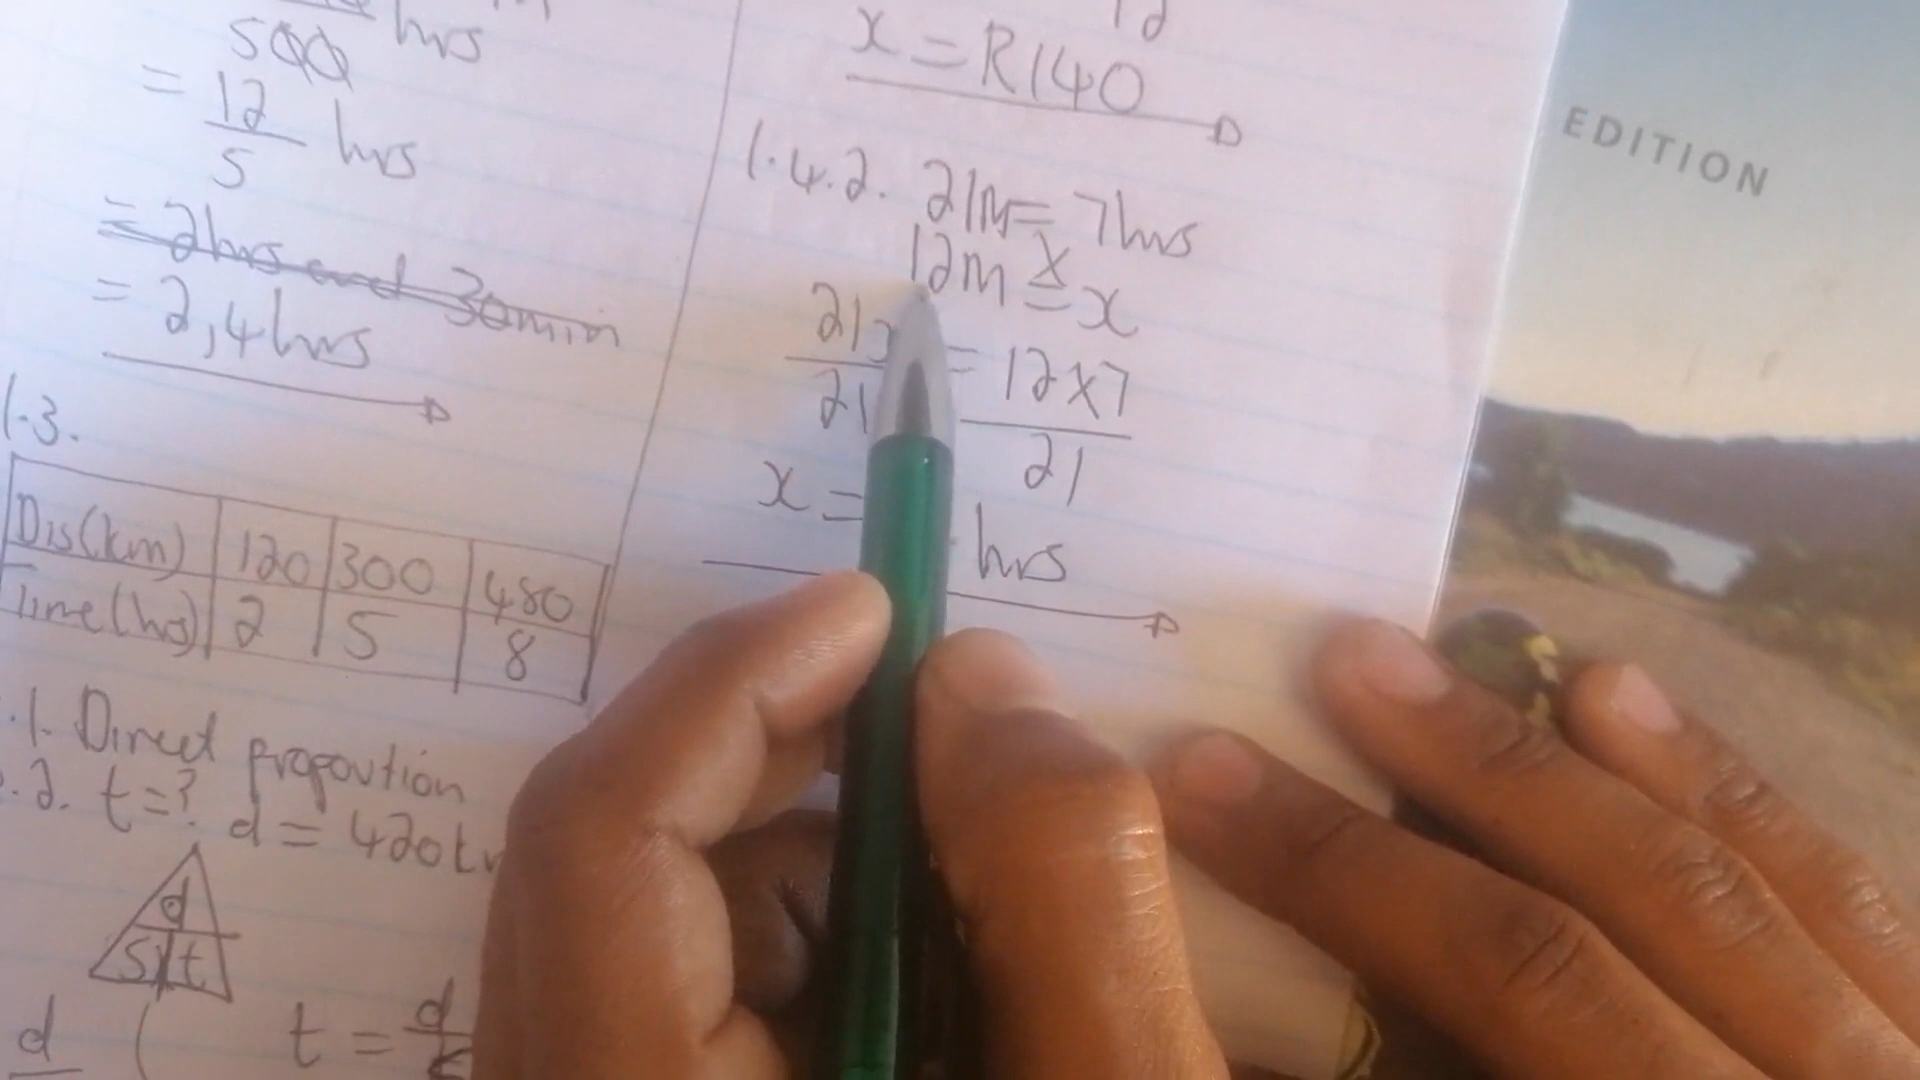 500 hrs
= 12/5 hrs
= 2hrs and 30min
= 2,4hrs
1.3.
Dis(km) 120 300 480
Time(hs) 2 5 8
.1. Direct proportion
.2. t=? d = 420k
d
s x t
d
t = d
x = R140
1.4.2. 21m = 7hrs
12m = x
21 = 12x7
21 21
x =
hrs
EDITION